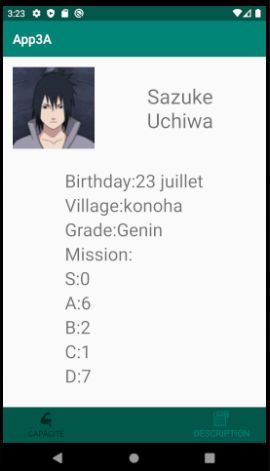 3:23
App3A
Sazuke
Uchiwa
Birthday:23 juillet
Village:konoha
Grade:Genin
Mission:
S:0
A:6
B:2
C:1
D:7
CAPACITE
DESCRIPTION